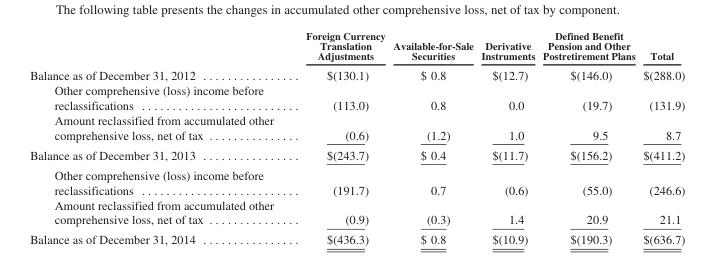 The following table presents the changes in accumulated other comprehensive loss, net of tax by component.
Foreign Currency Translation Adjustments Available-for-Sale Securities Derivative Instruments Defined Benefit Pension and Other Postretirement Plans Total
Balance as of December 31, 2012 ................ $(130.1) $ 0.8 $(12.7) $(146.0) $(288.0)
Other comprehensive (loss) income before
reclassifications .......................... (113.0) 0.8 0.0 (19.7) (131.9)
Amount reclassified from accumulated other
comprehensive loss, net of tax ............... (0.6) (1.2) 1.0 9.5 8.7
Balance as of December 31, 2013 ................ $(243.7) $ 0.4 $(11.7) $(156.2) $(411.2)
Other comprehensive (loss) income before
reclassifications .......................... (191.7) 0.7 (0.6) (55.0) (246.6)
Amount reclassified from accumulated other
comprehensive loss, net of tax ............... (0.9) (0.3) 1.4 20.9 21.1
Balance as of December 31, 2014 ................ $(436.3) $ 0.8 $(10.9) $(190.3) $(636.7)